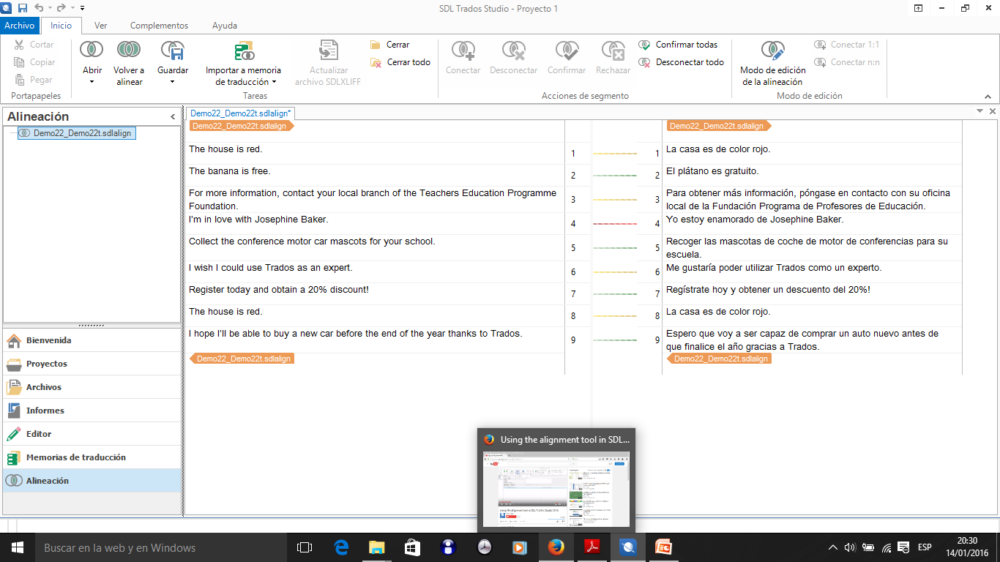 SDL Trados Studio - Proyecto 1
Archivo Inicio Ver Complementos Ayuda
Cortar
Copiar
Pegar
Portapapeles
Abrir
Volver a
alinear
Guardar
Importar a memoria
de traducción
Actualizar
archivo SDLXLIFF
Cerrar
Cerrar todo
Tareas
Conectar
Desconectar
Confirmar
Rechazar
Confirmar todas
Desconectar todo
Acciones de segmento
Modo de edición
de la alineación
Conectar 1:1
Conectar n:n
Modo de edición
Alineación
Demo22_Demo22t.sdlalign
Bienvenida
Proyectos
Archivos
Informes
Editor
Memorias de traducción
Alineación
Demo22_Demo22t.sdlalign*
Demo22_Demo22t.sdlalign Demo22_Demo22t.sdlalign
The house is red. 1 1 La casa es de color rojo.
The banana is free. 2 2 El plátano es gratuito.
For more information, contact your local branch of the Teachers Education Programme
Foundation. 3 3
Para obtener más información, póngase en contacto con su oficina
local de la Fundación Programa de Profesores de Educación.
I'm in love with Josephine Baker. 4 4 Yo estoy enamorado de Josephine Baker.
Collect the conference motor car mascots for your school. 5 5
Recoger las mascotas de coche de motor de conferencias para su
escuela.
I wish I could use Trados as an expert. 6 6 Me gustaría poder utilizar Trados como un experto.
Register today and obtain a 20% discount! 7 7 Regístrate hoy y obtener un descuento del 20%!
The house is red. 8 8 La casa es de color rojo.
I hope I'll be able to buy a new car before the end of the year thanks to Trados. 9 9
Espero que voy a ser capaz de comprar un auto nuevo antes de
que finalice el año gracias a Trados.
Demo22_Demo22t.sdlalign Demo22_Demo22t.sdlalign
Using the alignment tool in SDL...
Buscar en la web y en Windows
ESP
20:30
14/01/2016